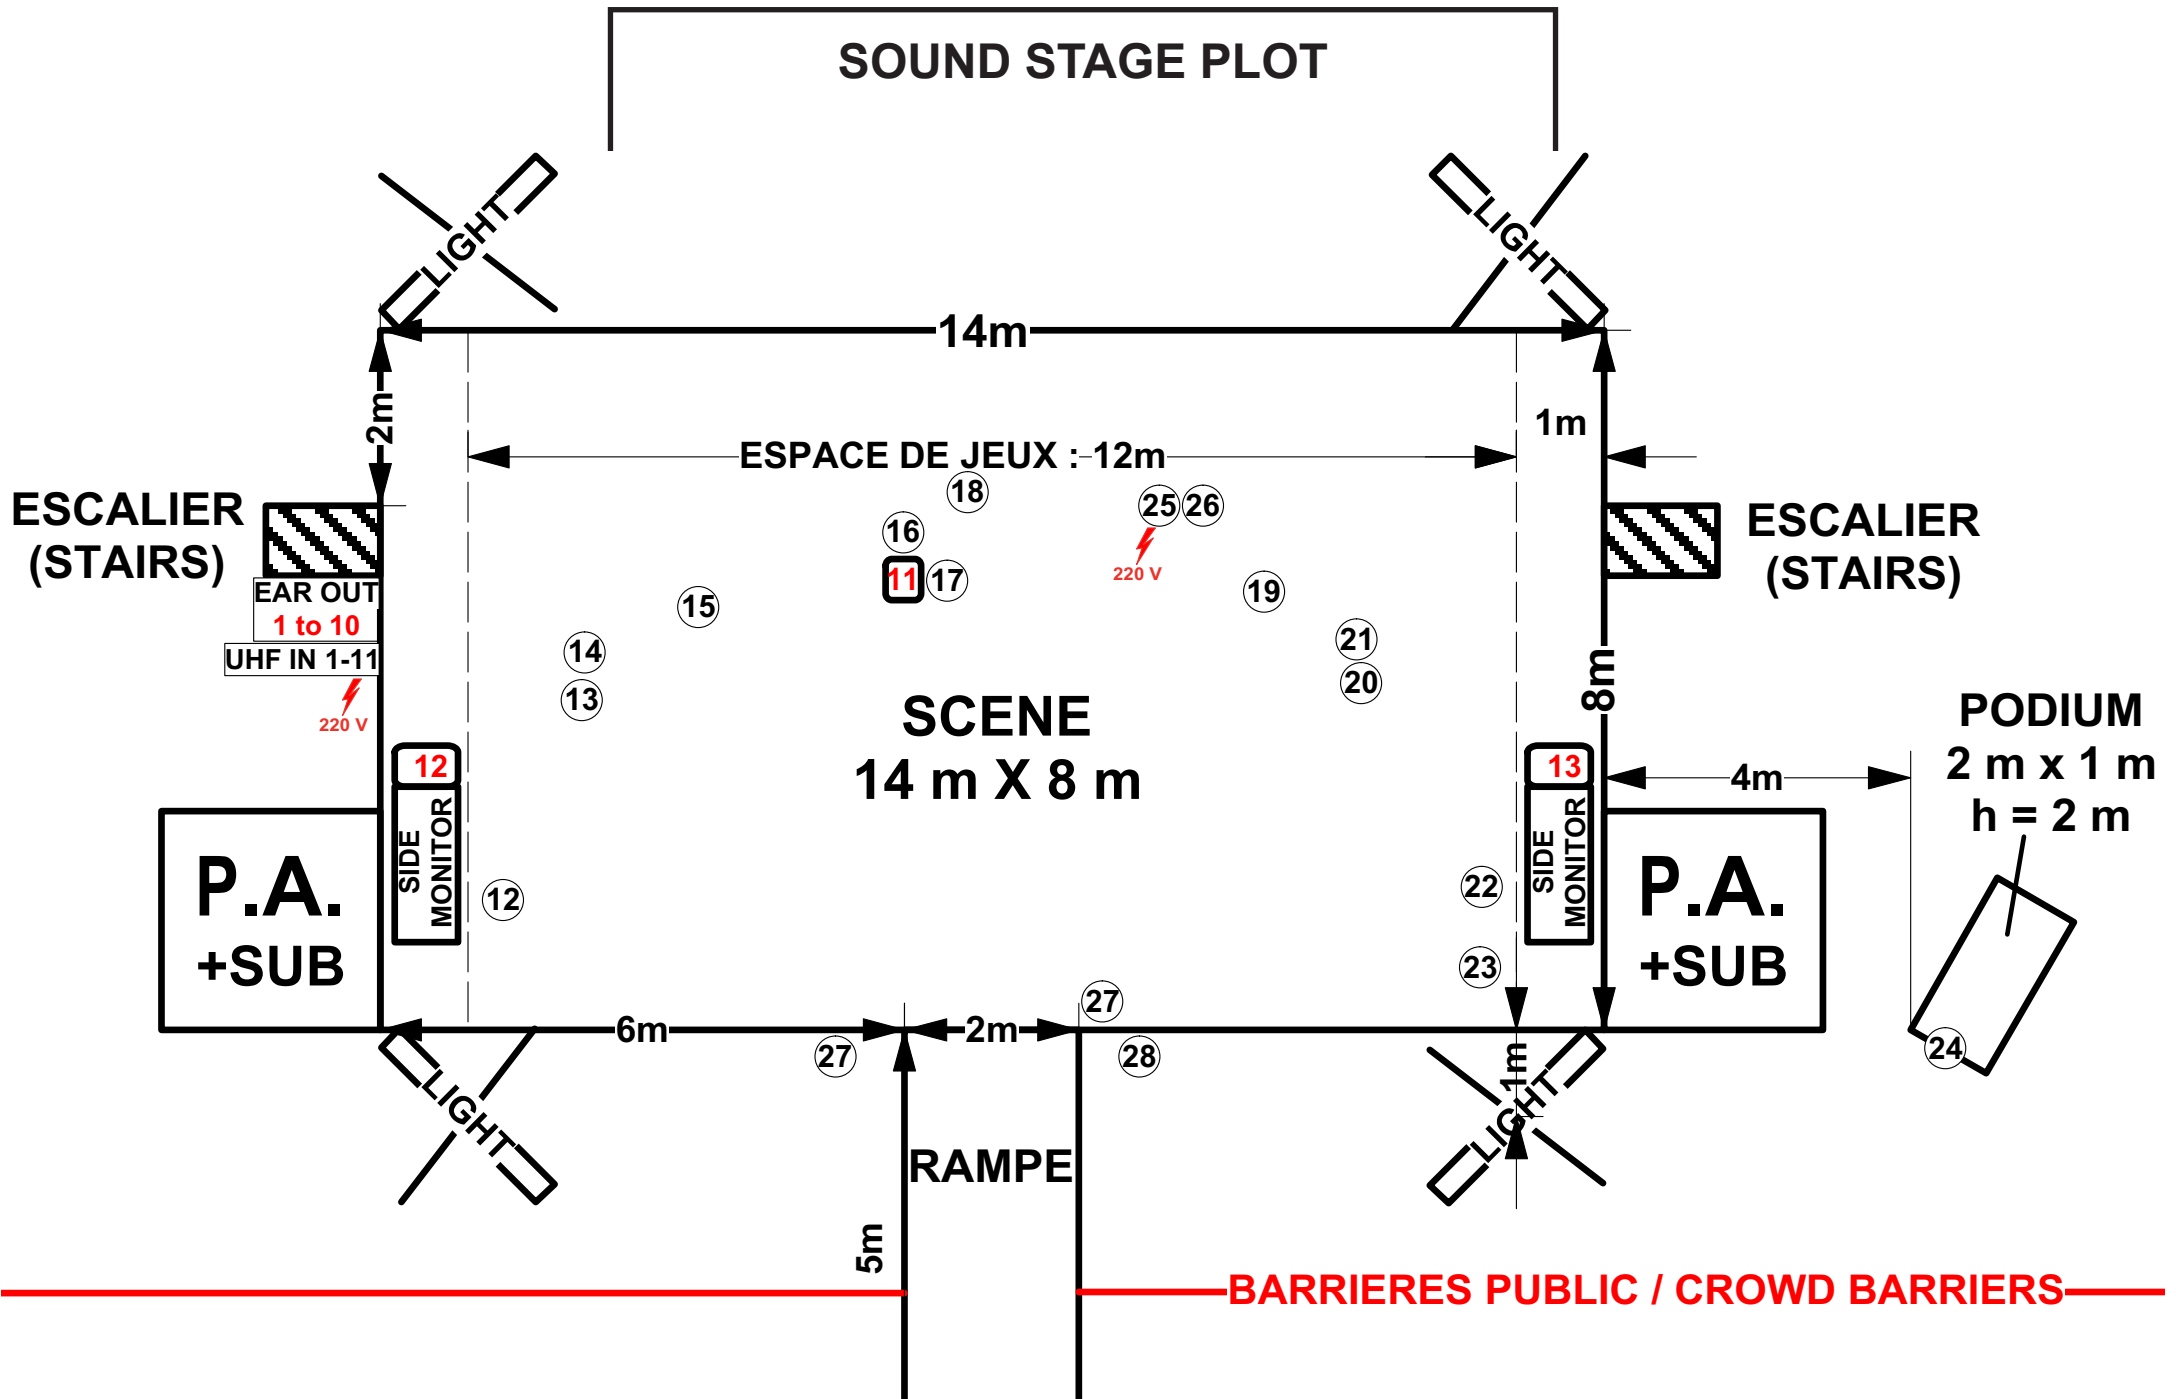 SOUND STAGE PLOT
LIGHT
LIGHT
14m
2m
1m
ESPACE DE JEUX : 12m
18
25
26
16
ESCALIER
(STAIRS)
ESCALIER
(STAIRS)
220 V
11
17
19
15
EAR OUT
1 to 10
UHF IN 1-11
220 V
14
13
21
20
8m
SCENE
14 m X 8 m
PODIUM
2 m x 1 m
h = 2 m
12
13
4m
SIDE
MONITOR
SIDE
MONITOR
P.A.
+SUB
12
22
23
P.A.
+SUB
27
6m
2m
27
28
24
1m
LIGHT
LIGHT
RAMPE
5m
BARRIERES PUBLIC / CROWD BARRIERS